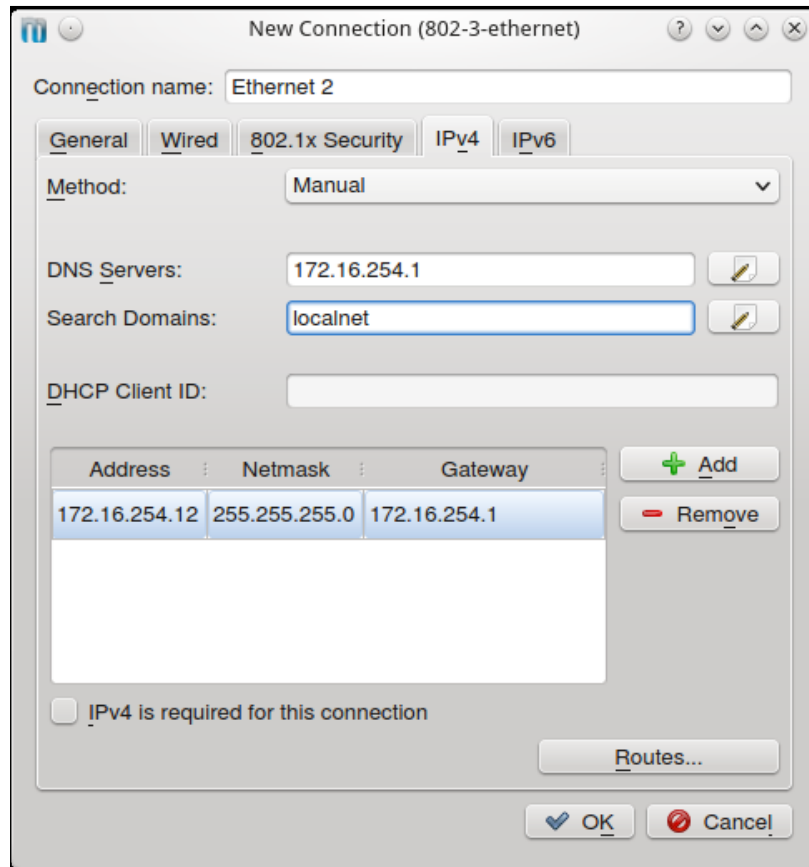 New Connection (802-3-ethernet)
Connection name: Ethernet 2
General Wired 802.1x Security IPv4 IPv6
Method: Manual
DNS Servers: 172.16.254.1
Search Domains: localnet
DHCP Client ID:
Address Netmask Gateway Add
172.16.254.12 255.255.255.0 172.16.254.1 Remove
IPv4 is required for this connection
Routes...
OK Cancel